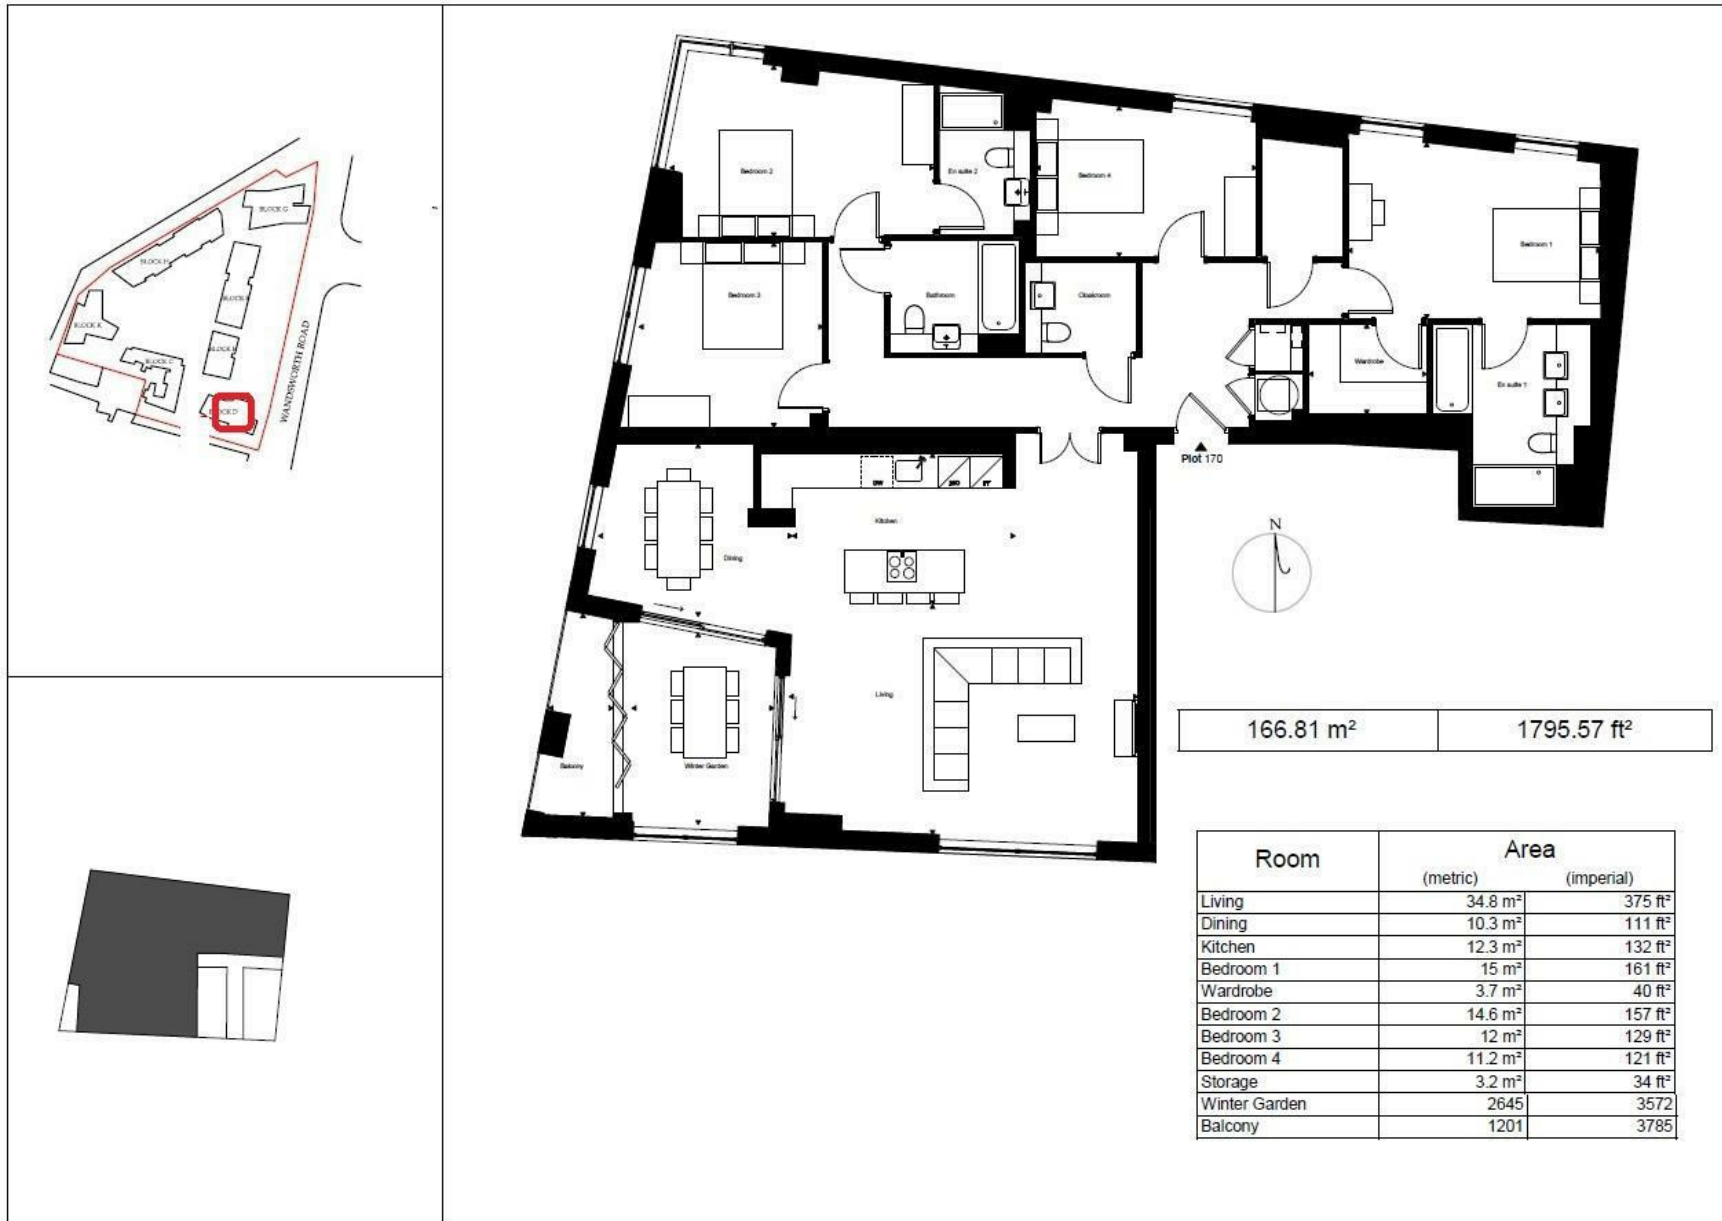 BLOCK G
BLOCK H
BLOCK K
BLOCK C
BLOCK D
WANDSWORTH ROAD
Bedroom 2
En suite 2
Bedroom 4
Bedroom 1
Bedroom 3
Bathroom
Cloakroom
Wardrobe
En suite 1
Plot 170
DW
Kitchen
Dining
N
Living
Balcony
Winter Garden
166.81 m² 1795.57 ft²
Room Area
(metric) (imperial)
Living 34.8 m² 375 ft²
Dining 10.3 m² 111 ft²
Kitchen 12.3 m² 132 ft²
Bedroom 1 15 m² 161 ft²
Wardrobe 3.7 m² 40 ft²
Bedroom 2 14.6 m² 157 ft²
Bedroom 3 12 m² 129 ft²
Bedroom 4 11.2 m² 121 ft²
Storage 3.2 m² 34 ft²
Winter Garden 2645 3572
Balcony 1201 3785